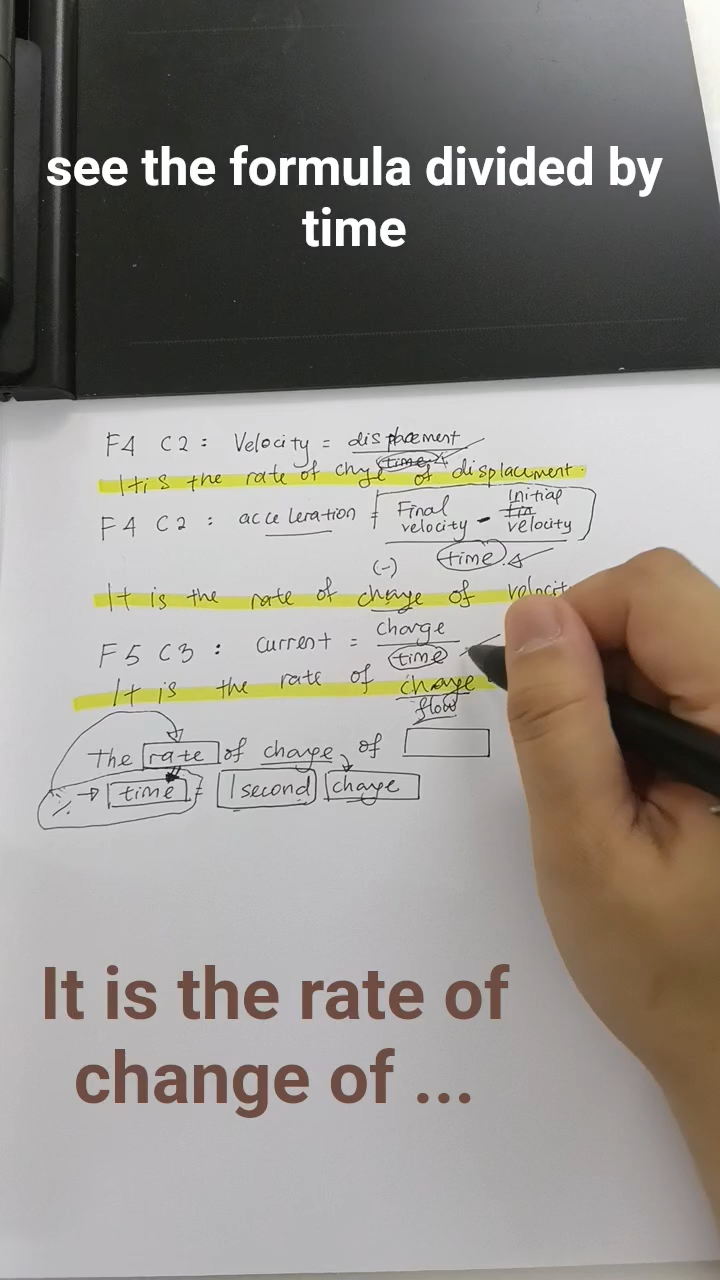 see the formula divided by
time
F4 C2 : Velocity = displacement
time
It is the rate of chage of displacement.
F4 C2 : acceleration = Final velocity - Initial velocity
time
(-)
It is the rate of change of velocit
F5 C3 : Current = Charge
time
It is the rate of charge
flow
The rate of change of
time = 1 second change
It is the rate of
change of ...